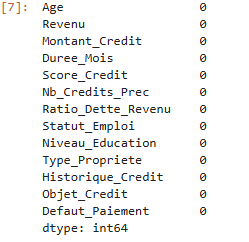 [7]: Age 0
Revenu 0
Montant_Credit 0
Duree_Mois 0
Score_Credit 0
Nb_Credits_Prec 0
Ratio_Dette_Revenu 0
Statut_Emploi 0
Niveau_Education 0
Type_Propriete 0
Historique_Credit 0
Objet_Credit 0
Defaut_Paiement 0
dtype: int64